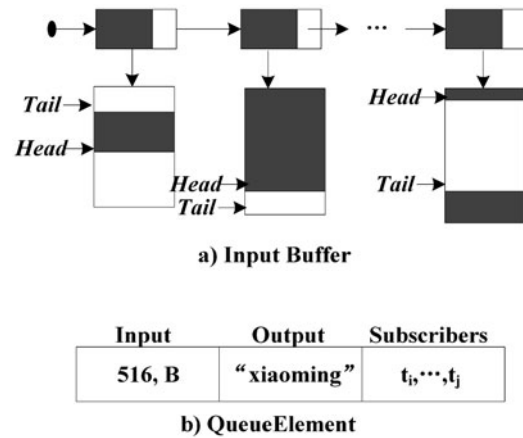 ...
Tail
Head
Head
Tail
Head
Tail
a) Input Buffer
Input Output Subscribers
516, B “xiaoming” tᵢ,⋯,tⱼ
b) QueueElement